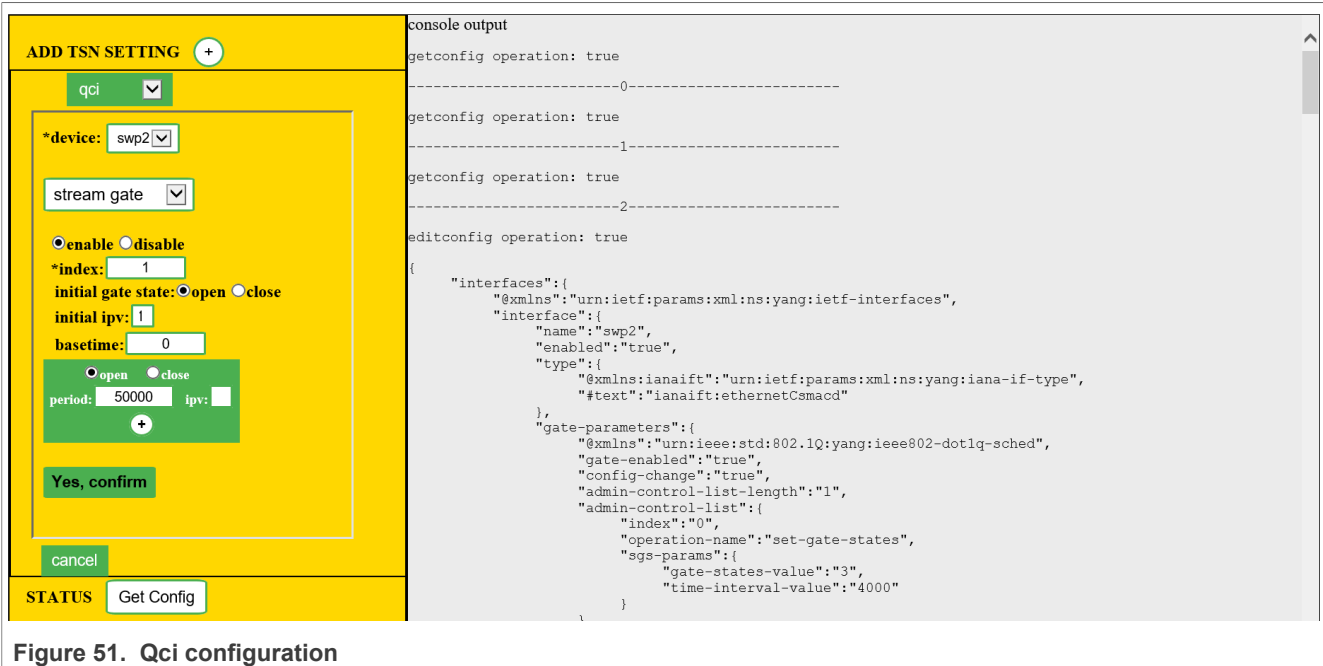 ADD TSN SETTING +
qci
*device: swp2
stream gate
enable disable
*index: 1
initial gate state: open close
initial ipv: 1
basetime: 0
open close
period: 50000 ipv:
+
Yes, confirm
cancel
STATUS Get Config
console output
getconfig operation: true
-------------------------0-------------------------
getconfig operation: true
-------------------------1-------------------------
getconfig operation: true
-------------------------2-------------------------
editconfig operation: true
{
"interfaces":{
"@xmlns":"urn:ietf:params:xml:ns:yang:ietf-interfaces",
"interface":{
"name":"swp2",
"enabled":"true",
"type":{
"@xmlns:ianaift":"urn:ietf:params:xml:ns:yang:iana-if-type",
"#text":"ianaift:ethernetCsmacd"
},
"gate-parameters":{
"@xmlns":"urn:ieee:std:802.1Q:yang:ieee802-dot1q-sched",
"gate-enabled":"true",
"config-change":"true",
"admin-control-list-length":"1",
"admin-control-list":{
"index":"0",
"operation-name":"set-gate-states",
"sgs-params":{
"gate-states-value":"3",
"time-interval-value":"4000"
}
}
Figure 51. Qci configuration